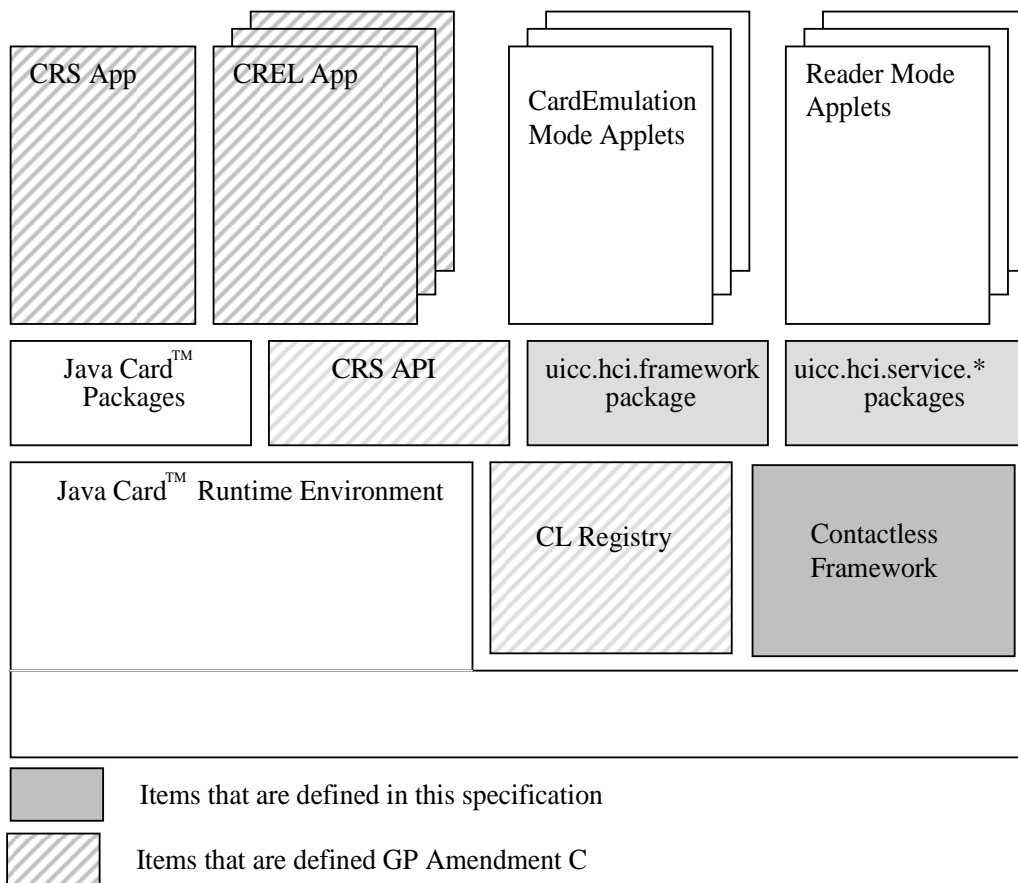 CRS App
CREL App
CardEmulation
Mode Applets
Reader Mode
Applets
Java Card™
Packages
CRS API
uicc.hci.framework
package
uicc.hci.service.*
packages
Java Card™ Runtime Environment
CL Registry
Contactless
Framework
Items that are defined in this specification
Items that are defined GP Amendment C